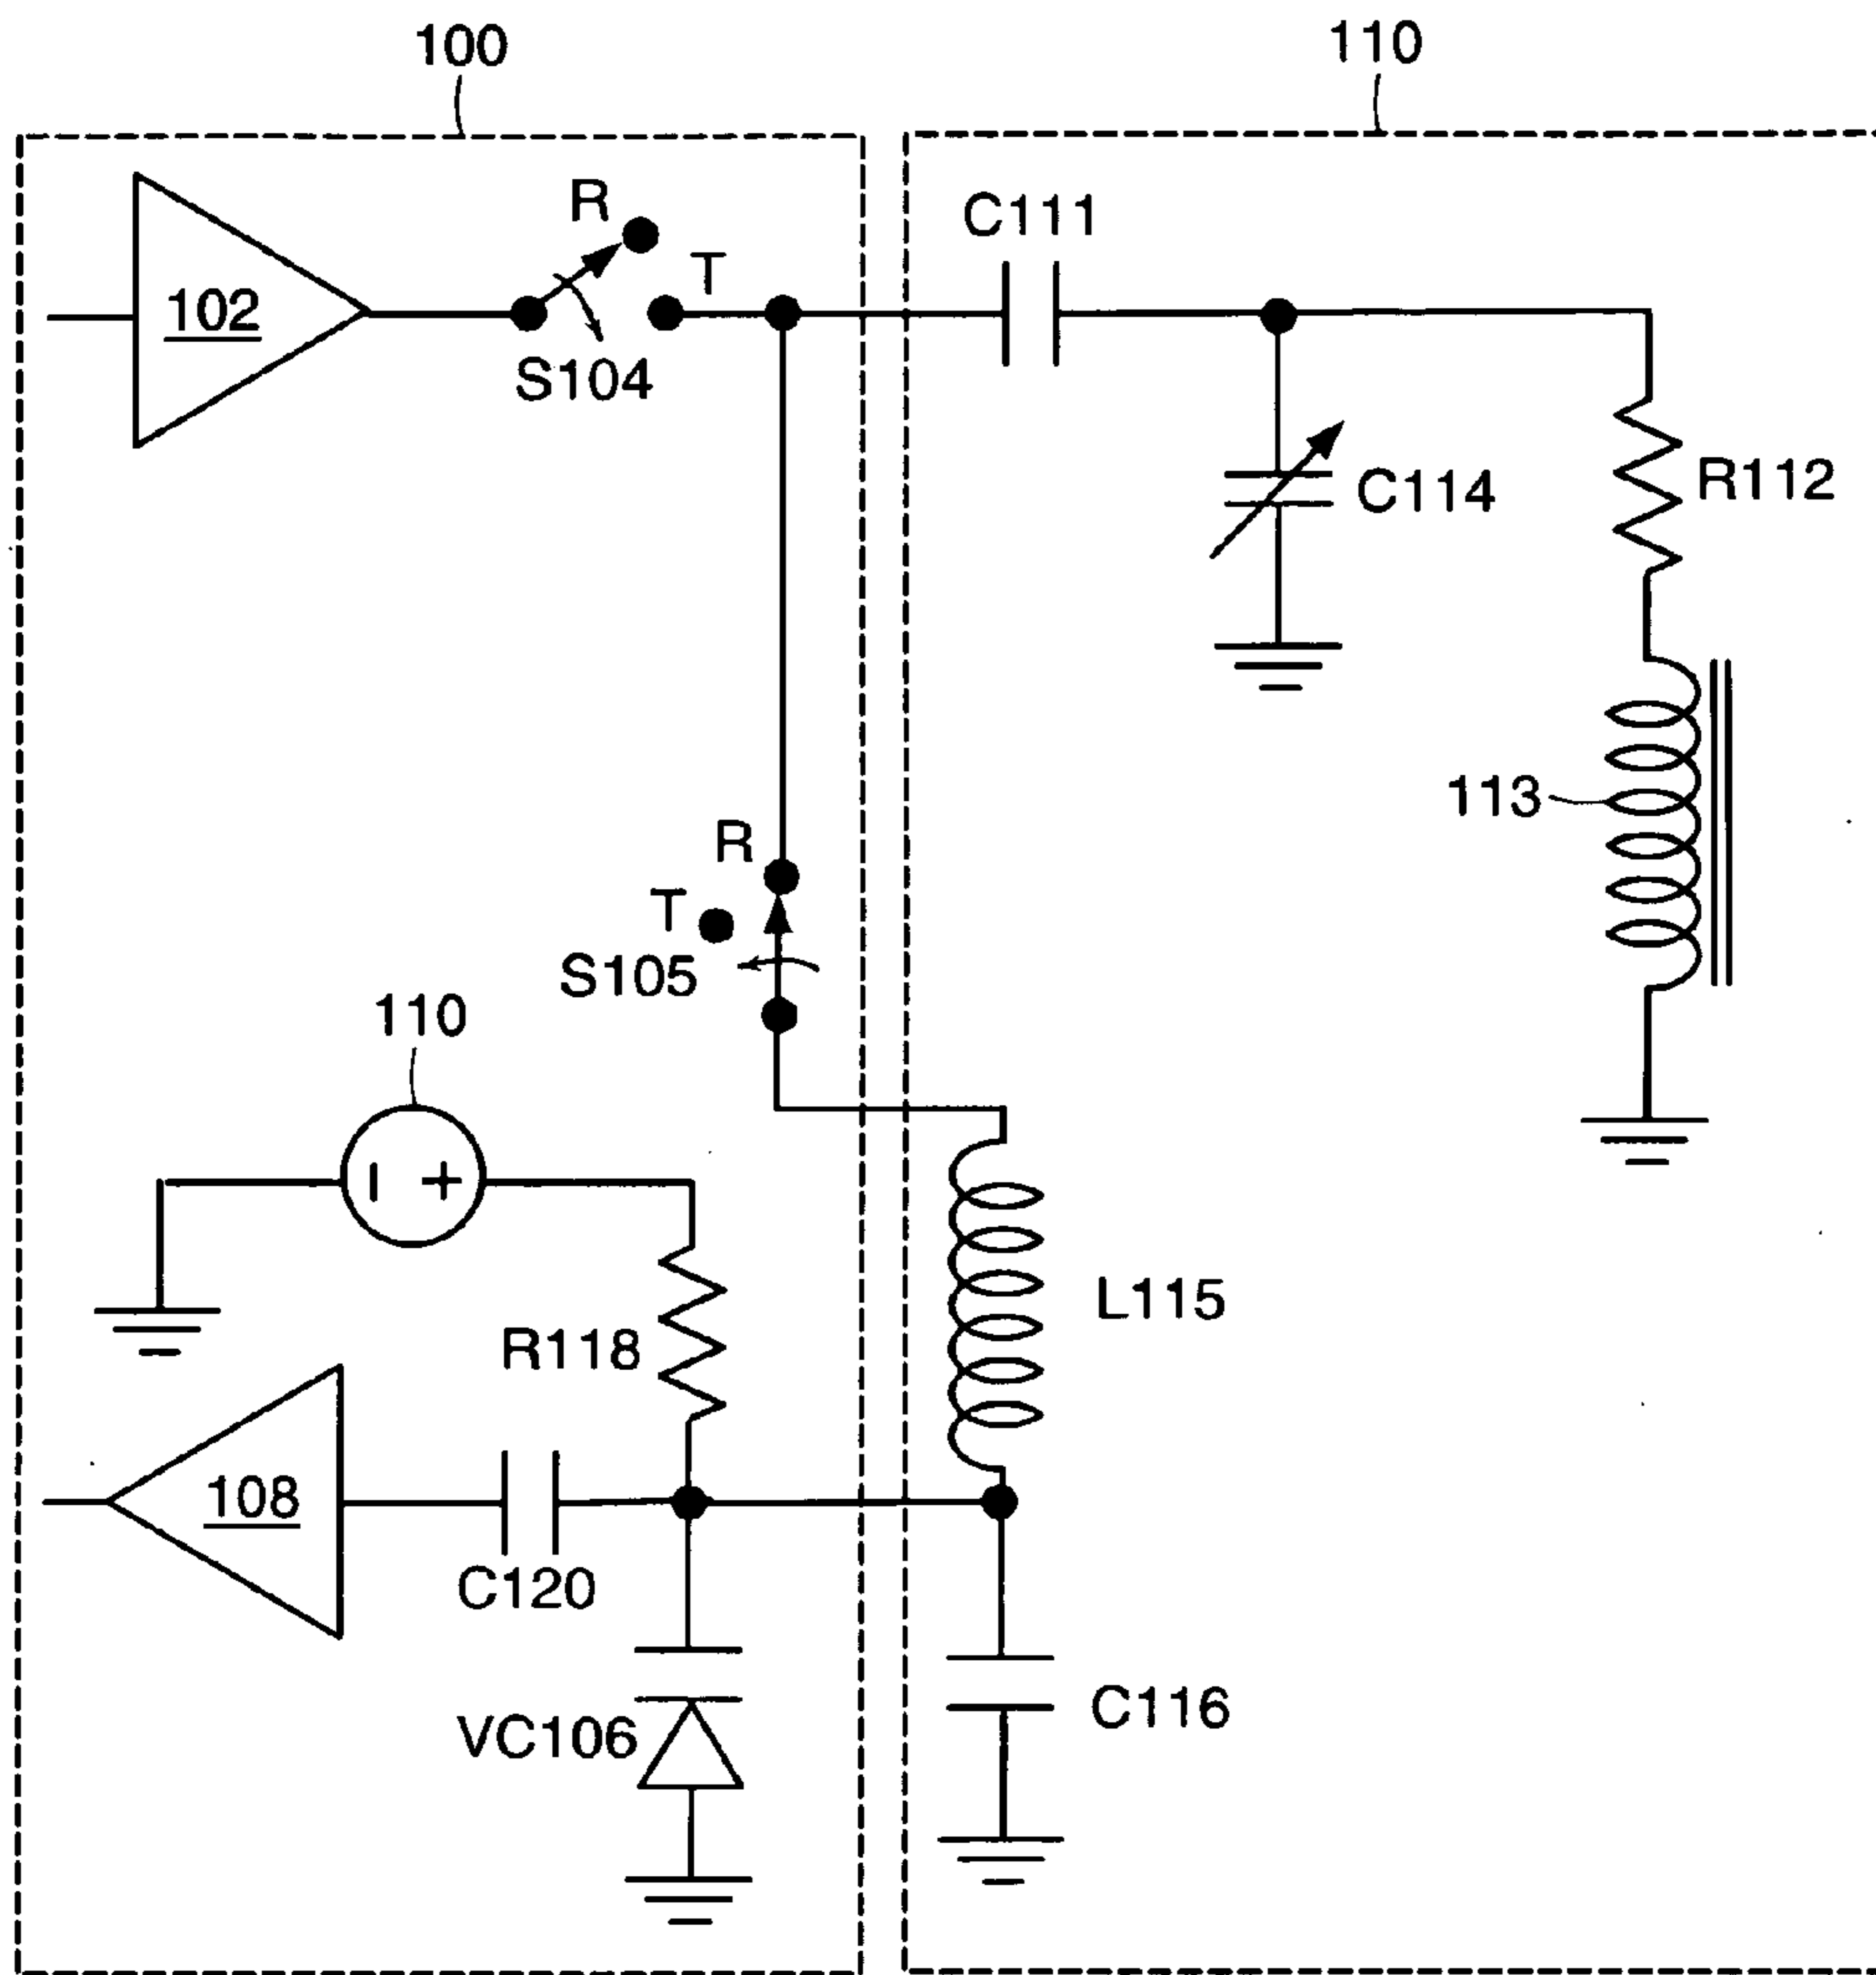 100
110
R
C111
T
102
S104
C114
R112
113
R
T
S105
110
− +
L115
R118
108
C120
C116
VC106